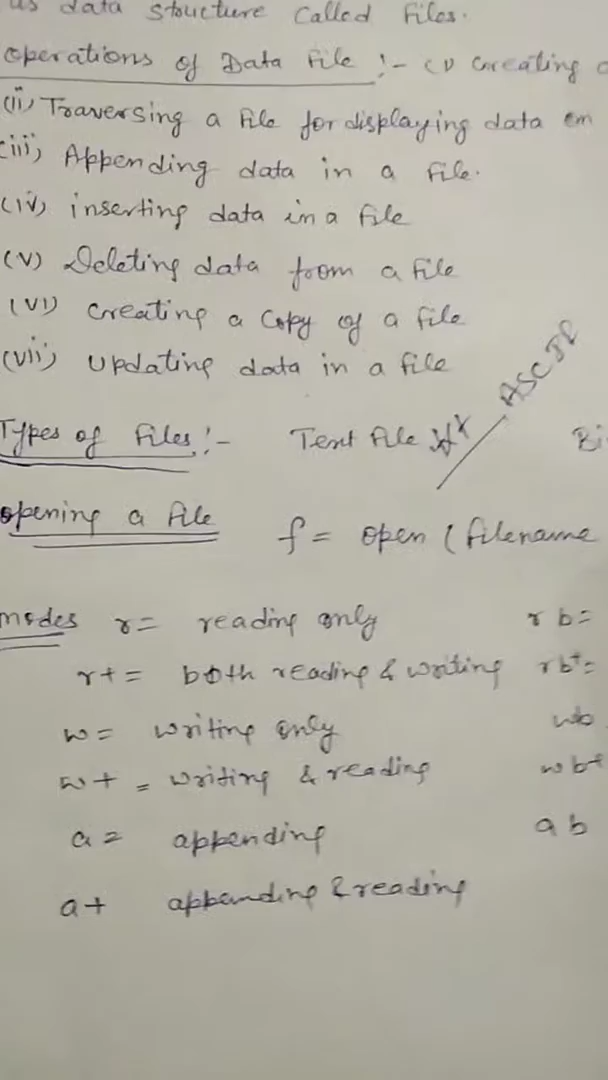 as data structure called files.
operations of Data file :- (i) Creating
(ii) Traversing a file for displaying data
(iii) Appending data in a file.
(iv) inserting data in a file
(v) Deleting data from a file
(vi) creating a copy of a file
(vii) updating data in a file
ASCII
Types of files :- Text file Bi
opening a file f = open ( filename
modes r = reading only rb =
r+ = both reading & writing rb+ =
w = writing only wb
w+ = writing & reading wb+
a = appending ab
a+ appending & reading